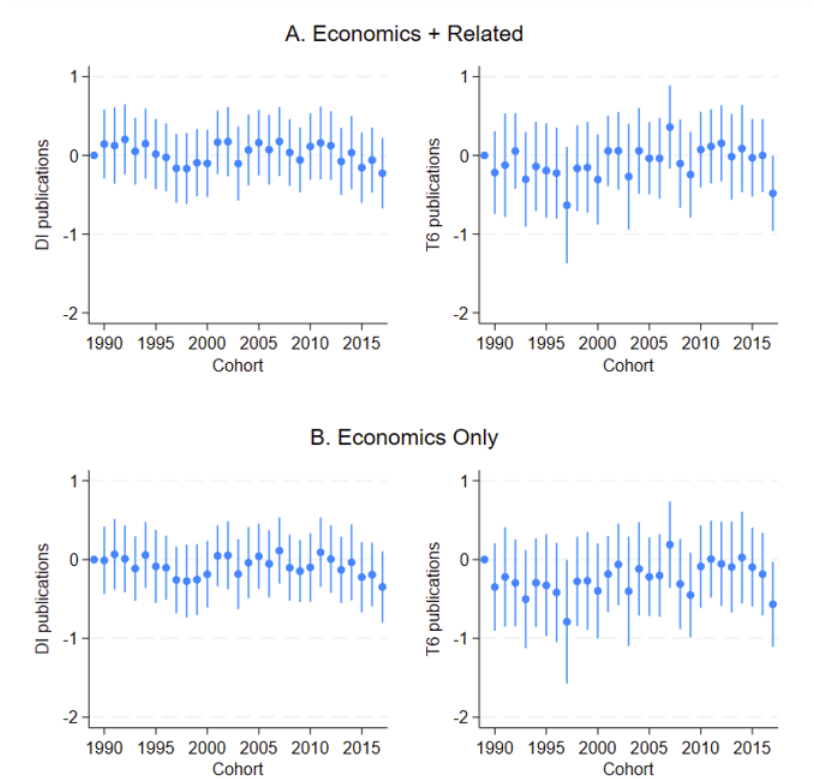 A. Economics + Related
DI publications
1
0
-1
-2
1990 1995 2000 2005 2010 2015
Cohort
T6 publications
1
0
-1
-2
1990 1995 2000 2005 2010 2015
Cohort
B. Economics Only
DI publications
1
0
-1
-2
1990 1995 2000 2005 2010 2015
Cohort
T6 publications
1
0
-1
-2
1990 1995 2000 2005 2010 2015
Cohort